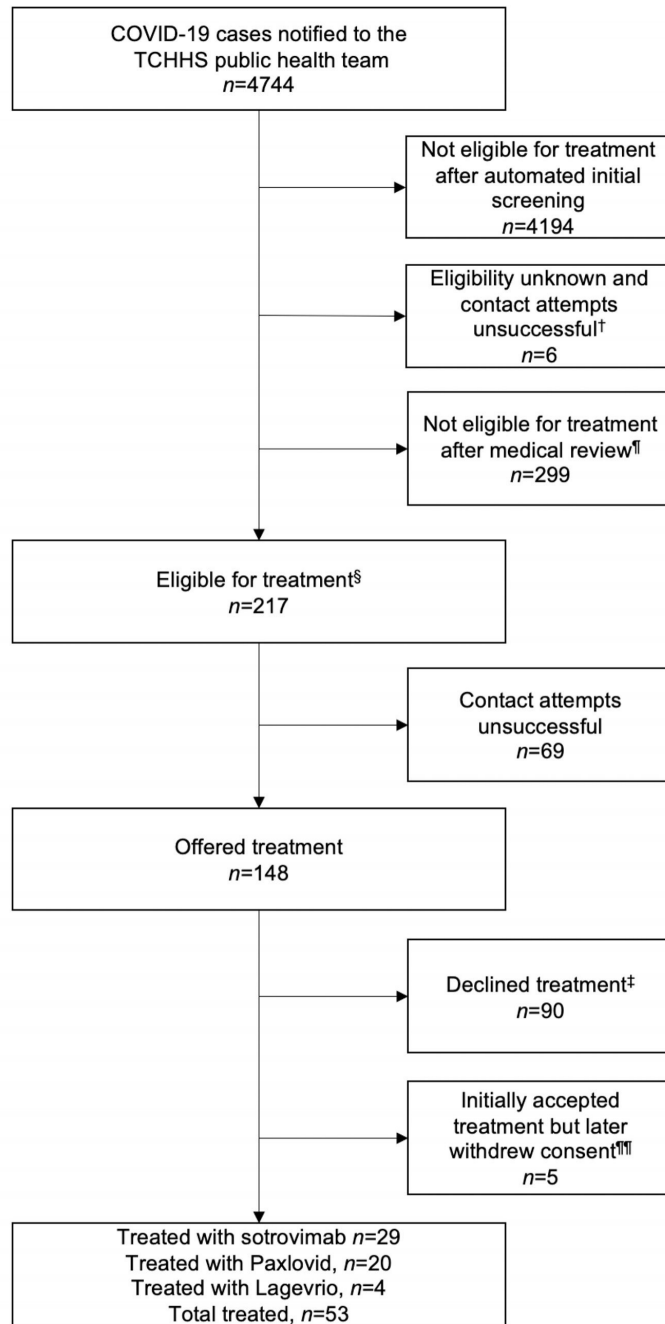 COVID-19 cases notified to the
TCHHS public health team
n=4744
Not eligible for treatment
after automated initial
screening
n=4194
Eligibility unknown and
contact attempts
unsuccessful†
n=6
Not eligible for treatment
after medical review¶
n=299
Eligible for treatment§
n=217
Contact attempts
unsuccessful
n=69
Offered treatment
n=148
Declined treatment‡
n=90
Initially accepted
treatment but later
withdrew consent¶¶
n=5
Treated with sotrovimab n=29
Treated with Paxlovid, n=20
Treated with Lagevrio, n=4
Total treated, n=53